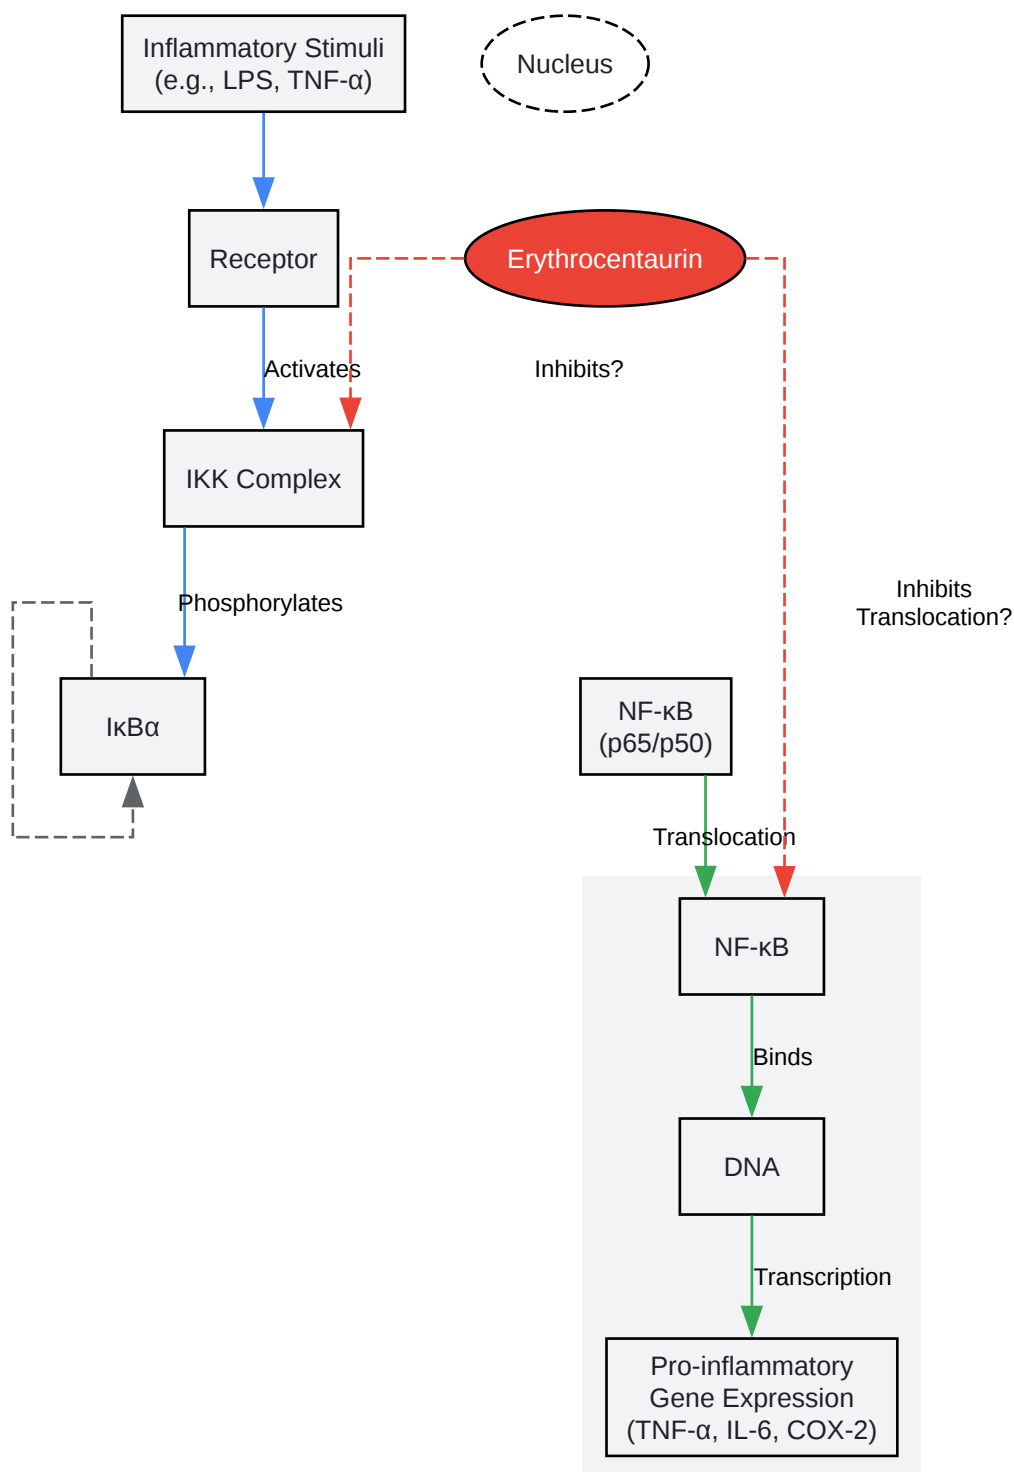 Inflammatory Stimuli
(e.g., LPS, TNF-α)
Nucleus
Receptor
Erythrocentaurin
Activates
Inhibits?
IKK Complex
Phosphorylates
Inhibits
Translocation?
IκBα
NF-κB
(p65/p50)
Translocation
NF-κB
Binds
DNA
Transcription
Pro-inflammatory
Gene Expression
(TNF-α, IL-6, COX-2)